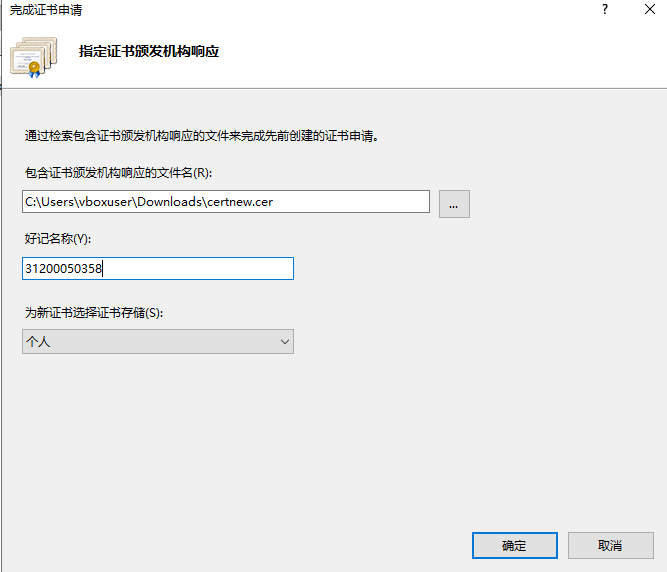 完成证书申请
?
指定证书颁发机构响应
通过检索包含证书颁发机构响应的文件来完成先前创建的证书申请。
包含证书颁发机构响应的文件名(R):
C:\Users\vboxuser\Downloads\certnew.cer
...
好记名称(Y):
31200050358
为新证书选择证书存储(S):
个人
确定
取消